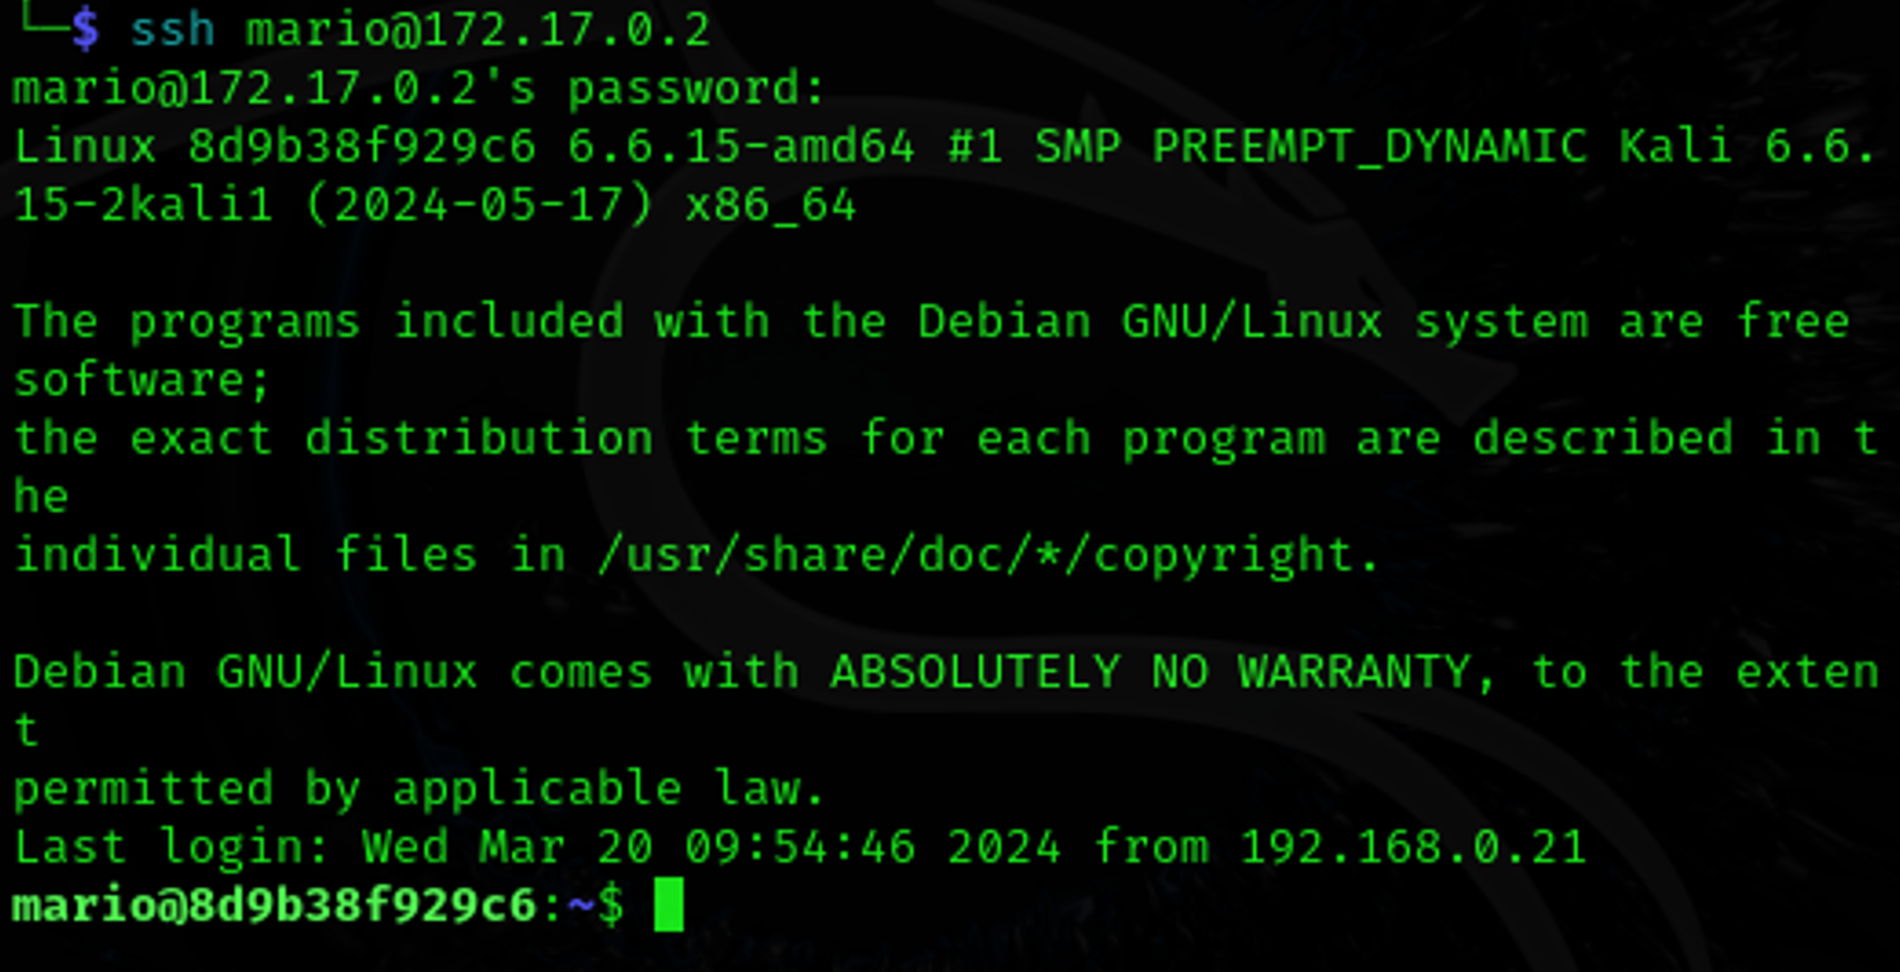 └─$ ssh mario@172.17.0.2
mario@172.17.0.2's password:
Linux 8d9b38f929c6 6.6.15-amd64 #1 SMP PREEMPT_DYNAMIC Kali 6.6.
15-2kali1 (2024-05-17) x86_64
The programs included with the Debian GNU/Linux system are free
software;
the exact distribution terms for each program are described in t
he
individual files in /usr/share/doc/*/copyright.
Debian GNU/Linux comes with ABSOLUTELY NO WARRANTY, to the exten
t
permitted by applicable law.
Last login: Wed Mar 20 09:54:46 2024 from 192.168.0.21
mario@8d9b38f929c6:~$